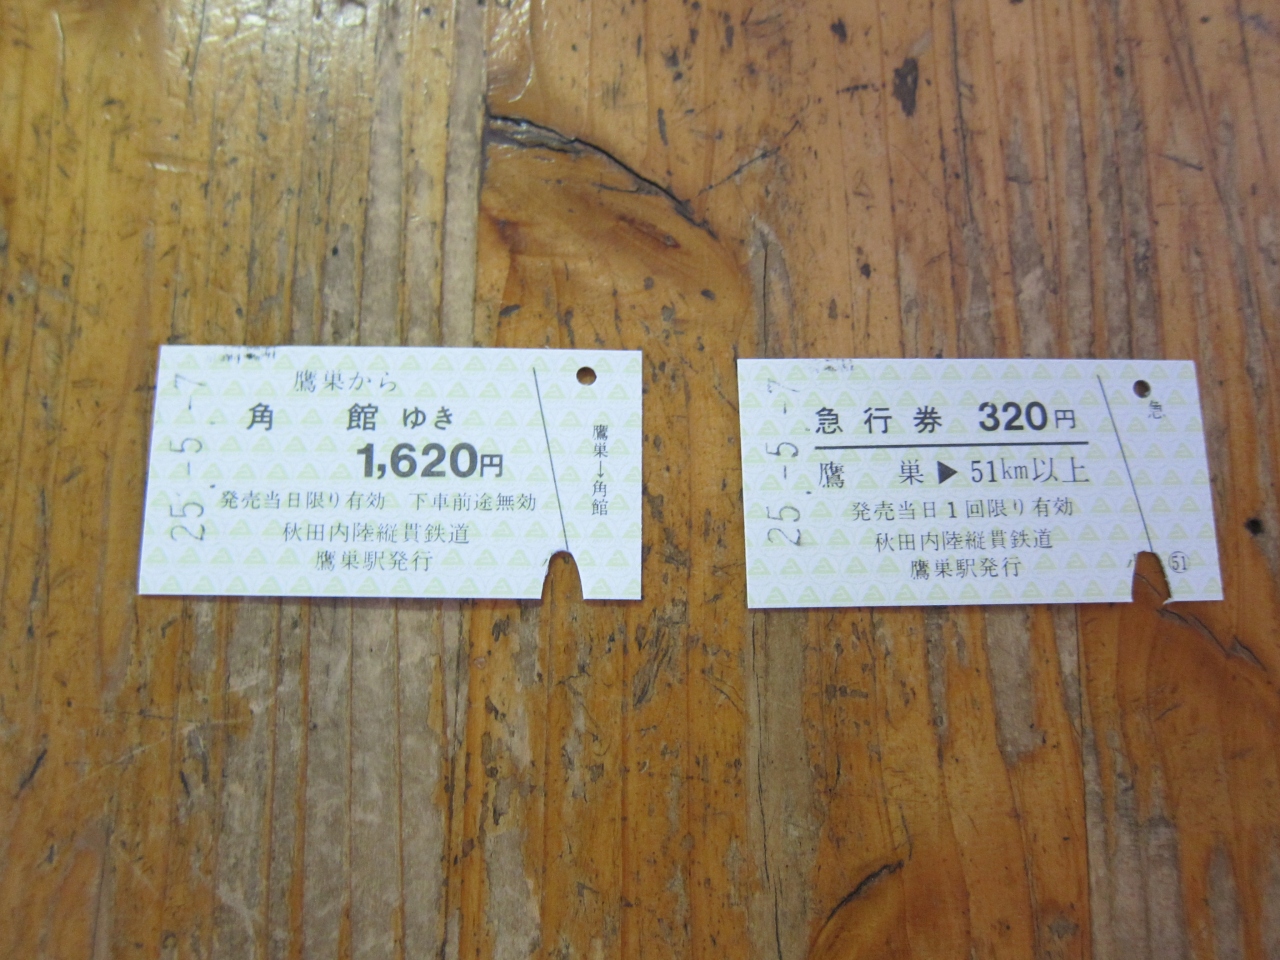 25.-5.-7
鷹巣から
角館ゆき
1,620円
発売当日限り有効 下車前途無効
秋田内陸縦貫鉄道
鷹巣駅発行
鷹巣→角館
25.-5.-7
急行券 320円
鷹巣▶51km以上
発売当日1回限り有効
秋田内陸縦貫鉄道
鷹巣駅発行
急
小
51